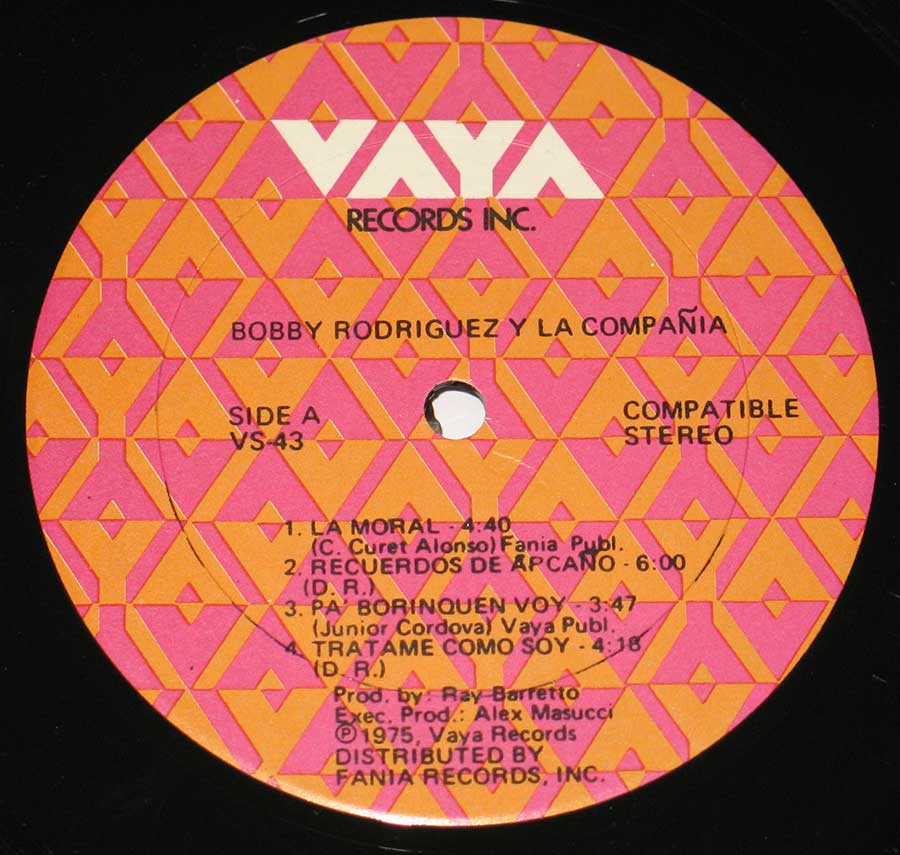 VAYA
RECORDS INC.
BOBBY RODRIGUEZ Y LA COMPAÑIA
SIDE A
VS-43
COMPATIBLE
STEREO
1. LA MORAL - 4:40
(C. Curet Alonso) Fania Publ.
2. RECUERDOS DE APCAÑO - 6:00
(D. R.)
3. PA' BORINQUEN VOY - 3:47
(Junior Cordova) Vaya Publ.
4. TRATAME COMO SOY - 4:18
(D. R.)
Prod. by: Ray Barretto
Exec. Prod.: Alex Masucci
Ⓟ1975, Vaya Records
DISTRIBUTED BY
FANIA RECORDS, INC.